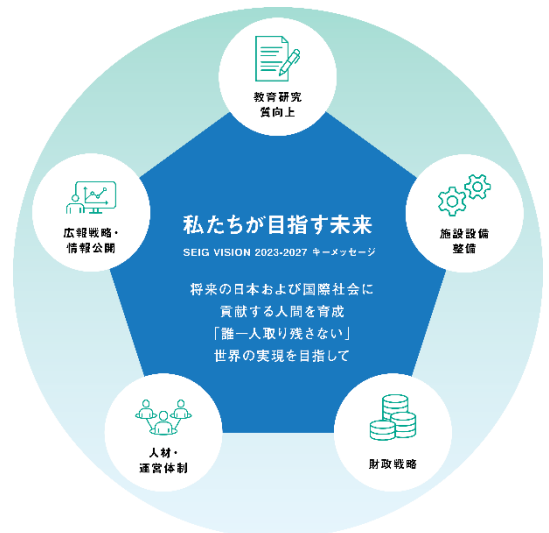 教育研究
質向上
広報戦略・
情報公開
私たちが目指す未来
SEIG VISION 2023-2027 キーメッセージ
将来の日本および国際社会に
貢献する人間を育成
「誰一人取り残さない」
世界の実現を目指して
施設設備
整備
人材・
運営体制
財政戦略